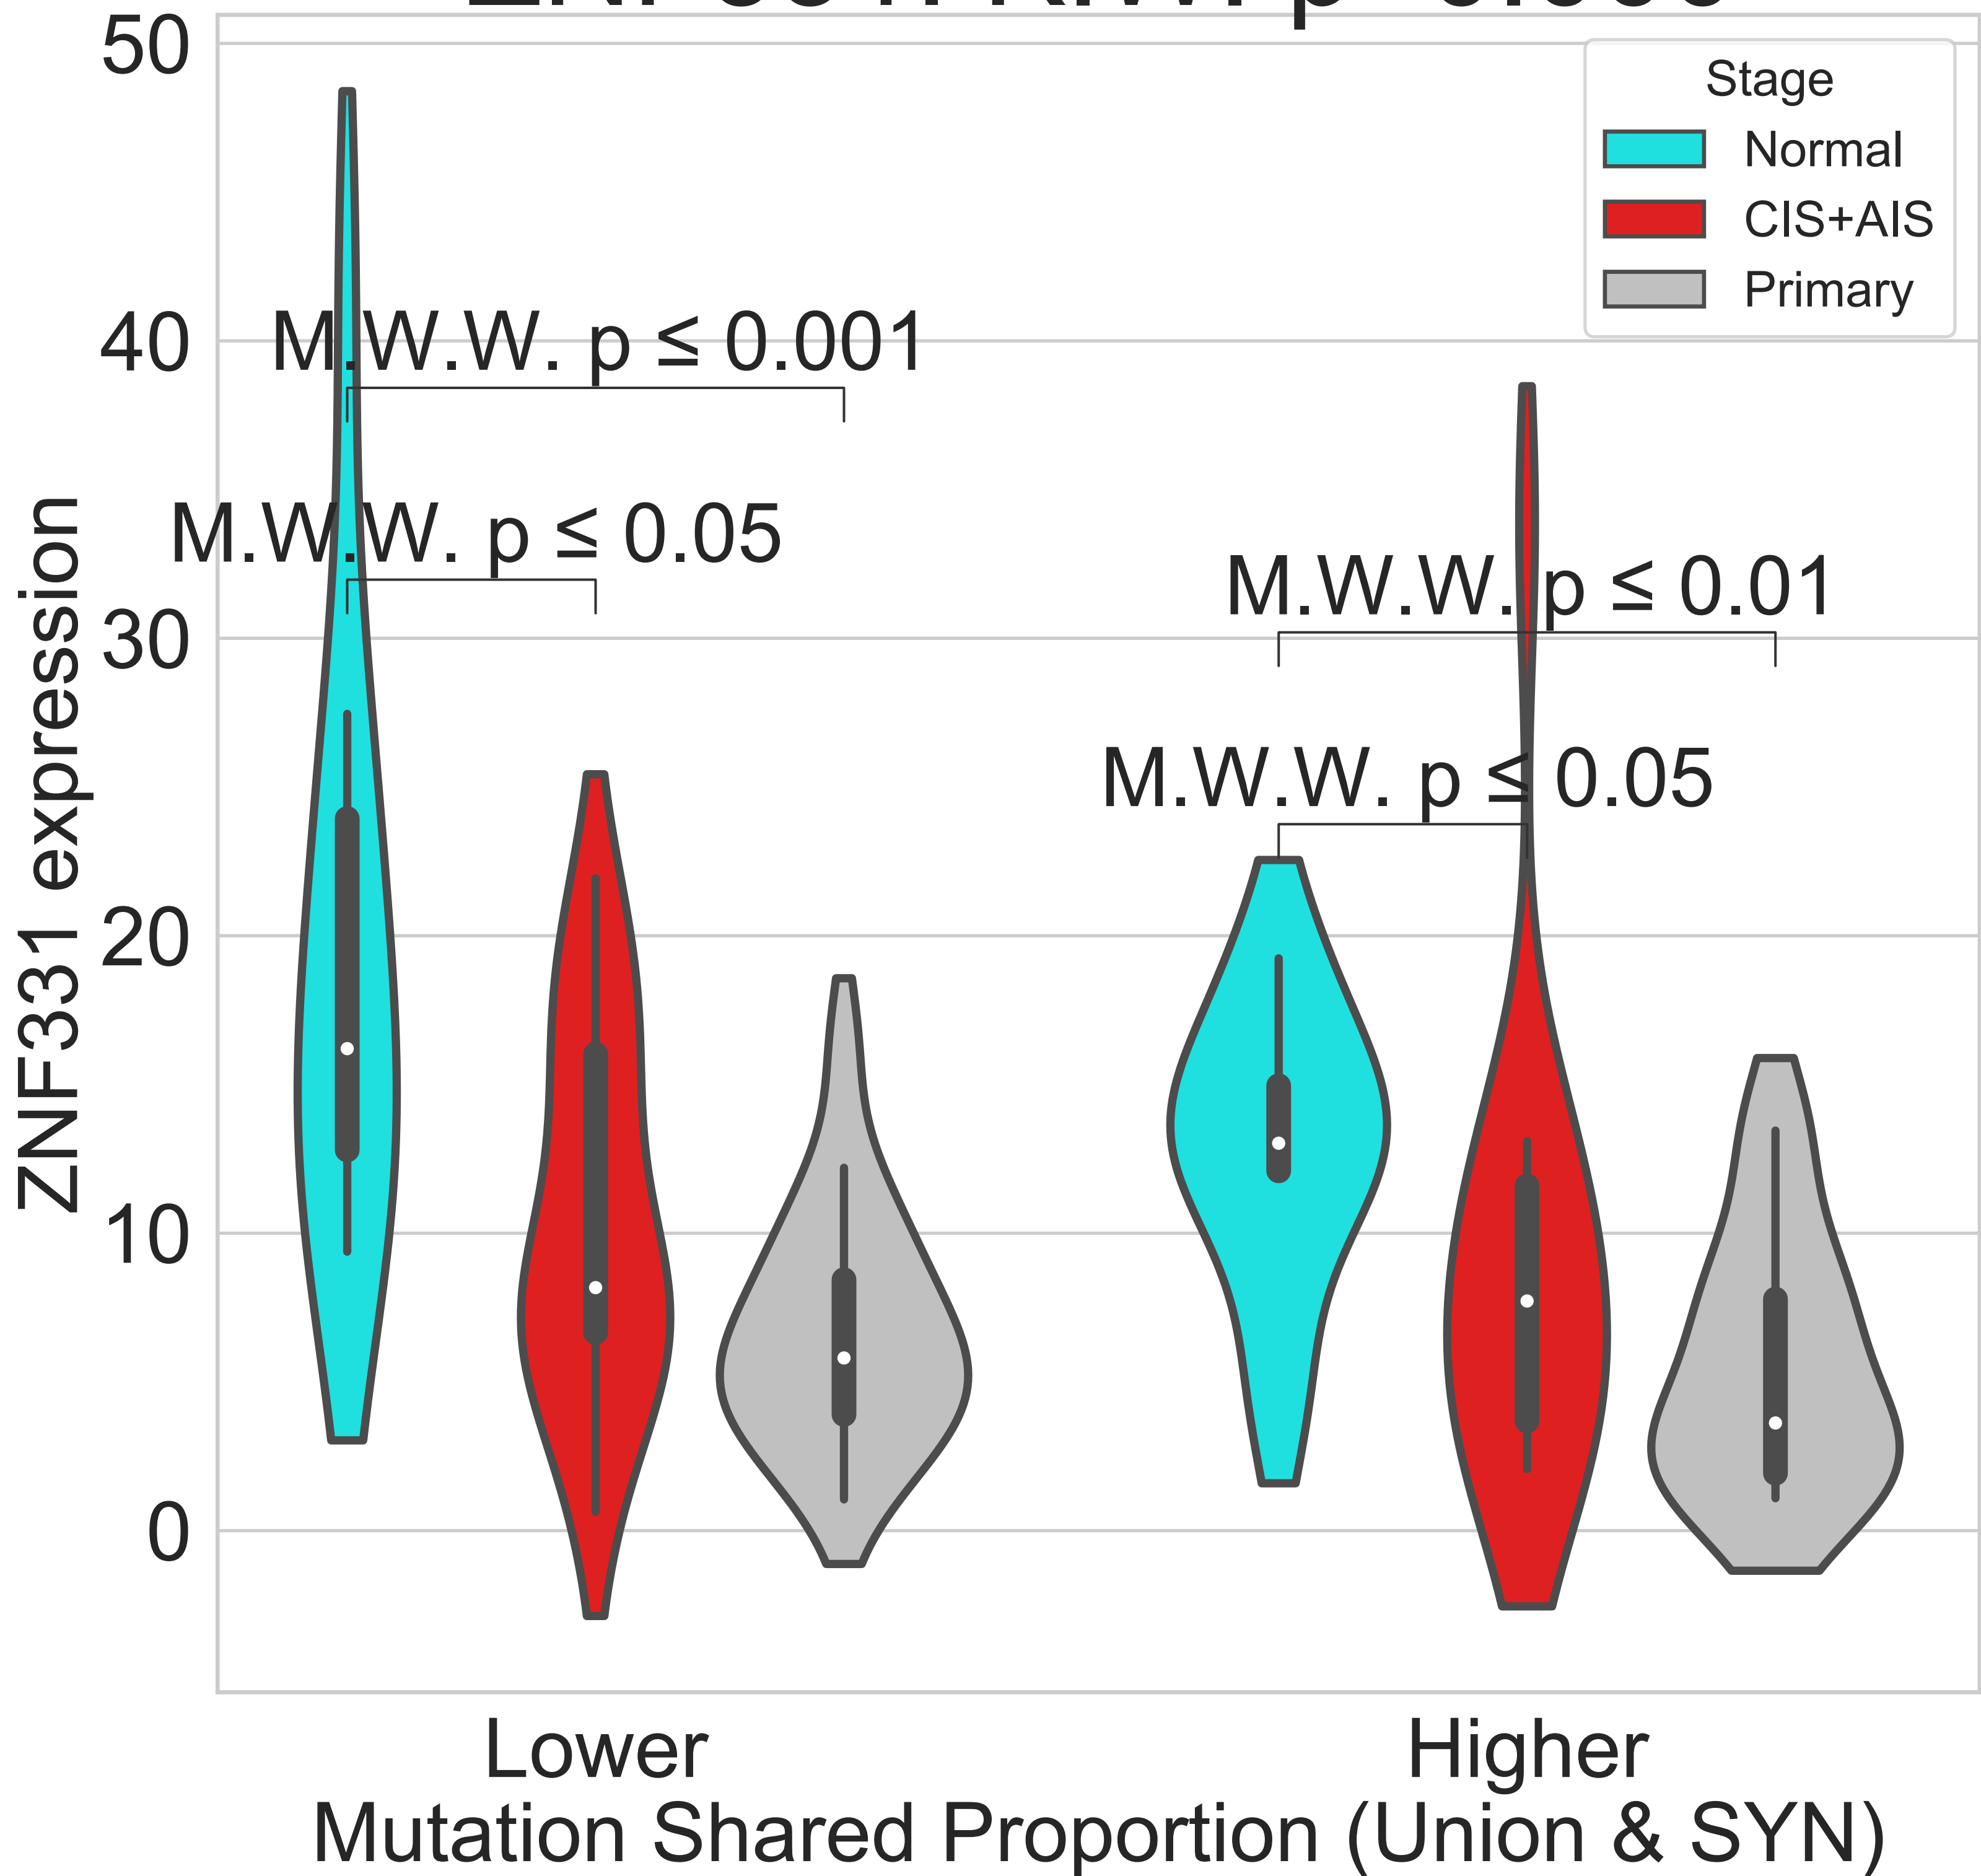 50
Stage
Normal
CIS+AIS
Primary
40
M.W.W. p ≤ 0.001
M.W.W. p ≤ 0.05
30
M.W.W. p ≤ 0.01
M.W.W. p ≤ 0.05
20
10
0
ZNF331 expression
Lower
Higher
Mutation Shared Proportion (Union & SYN)